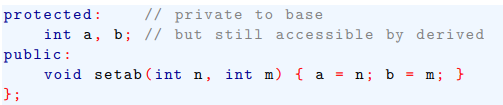 protected:    // private to base
    int a, b; // but still accessible by derived
public:
    void setab(int n, int m) { a = n; b = m; }
};